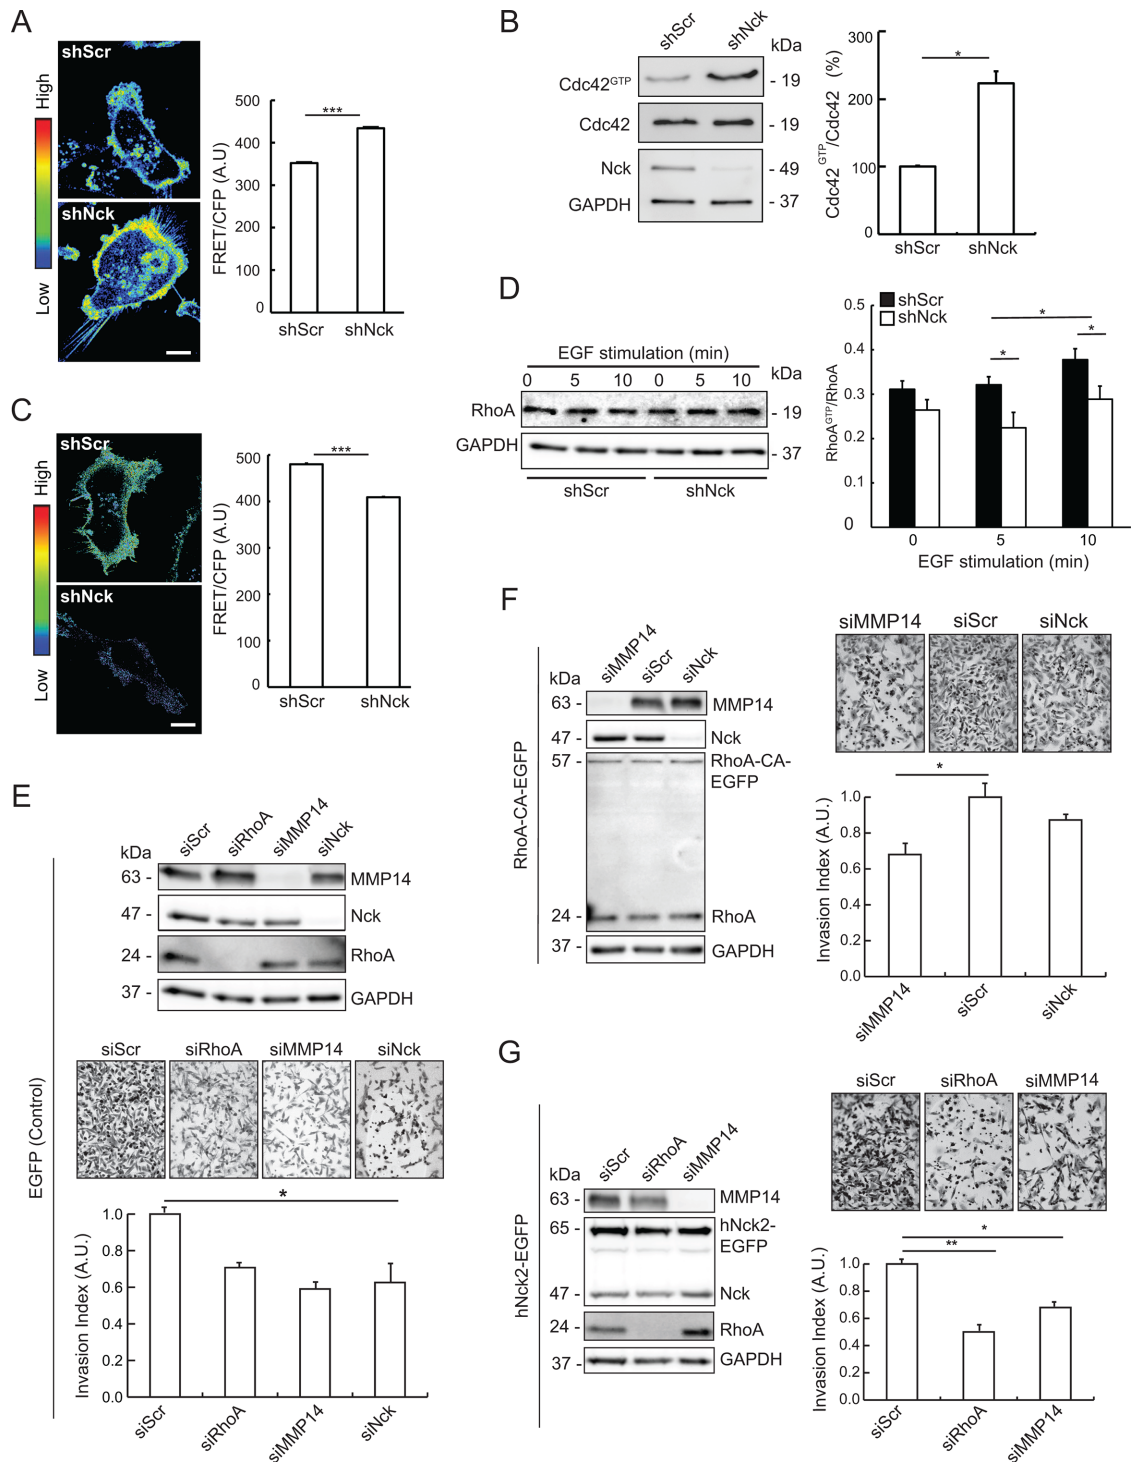 A
High
Low
shScr
shNck
FRET/CFP (A.U)
500
400
300
200
100
0
***
shScr
shNck
B
shScr
shNck
kDa
Cdc42GTP
- 19
Cdc42
- 19
Nck
- 49
GAPDH
- 37
Cdc42GTP/Cdc42 (%)
300
200
100
0
*
shScr
shNck
C
High
Low
shScr
shNck
FRET/CFP (A.U)
500
400
300
200
100
0
***
shScr
shNck
D
EGF stimulation (min)
0 5 10 0 5 10
kDa
RhoA
- 19
GAPDH
- 37
shScr
shNck
shScr
shNck
RhoAGTP/RhoA
0.5
0.4
0.3
0.2
0.1
0
*
*
*
0 5 10
EGF stimulation (min)
E
EGFP (Control)
siScr
siRhoA
siMMP14
siNck
kDa
63 -
MMP14
47 -
Nck
24 -
RhoA
37 -
GAPDH
siScr
siRhoA
siMMP14
siNck
Invasion Index (A.U.)
1.0
0.8
0.6
0.4
0.2
0.0
*
siScr
siRhoA
siMMP14
siNck
F
RhoA-CA-EGFP
kDa
siMMP14
siScr
siNck
63 -
MMP14
47 -
Nck
57 -
RhoA-CA-
EGFP
24 -
RhoA
37 -
GAPDH
siMMP14
siScr
siNck
Invasion Index (A.U.)
1.0
0.8
0.6
0.4
0.2
0.0
*
siMMP14
siScr
siNck
G
hNck2-EGFP
kDa
siScr
siRhoA
siMMP14
63 -
MMP14
65 -
hNck2-
EGFP
47 -
Nck
24 -
RhoA
37 -
GAPDH
siScr
siRhoA
siMMP14
Invasion Index (A.U.)
1.0
0.8
0.6
0.4
0.2
0.0
*
**
siScr
siRhoA
siMMP14